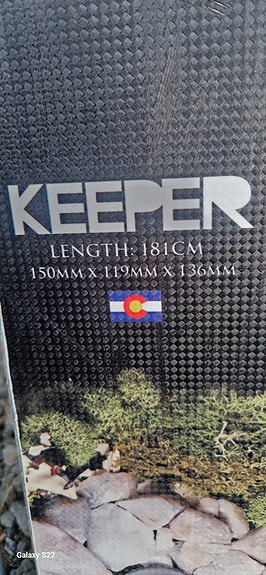 KEEPER
LENGTH: 181CM
150MM X 119MM X 136MM
Galaxy S22